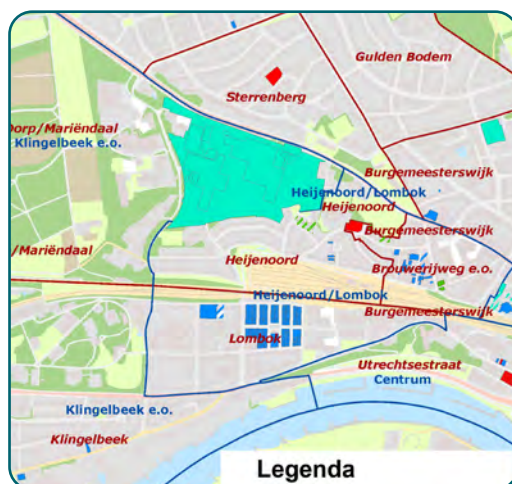 Gulden Bodem
Sterrenberg
Dorp/Mariëndaal
Klingelbeek e.o.
Burgemeesterswijk
Heijenoord/Lombok
Heijenoord
Burgemeesterswijk
/Mariëndaal
Heijenoord
Brouwerijweg e.o.
Heijenoord/Lombok
Burgemeesterswijk
Lombok
Utrechtsestraat
Centrum
Klingelbeek e.o.
Klingelbeek
Legenda